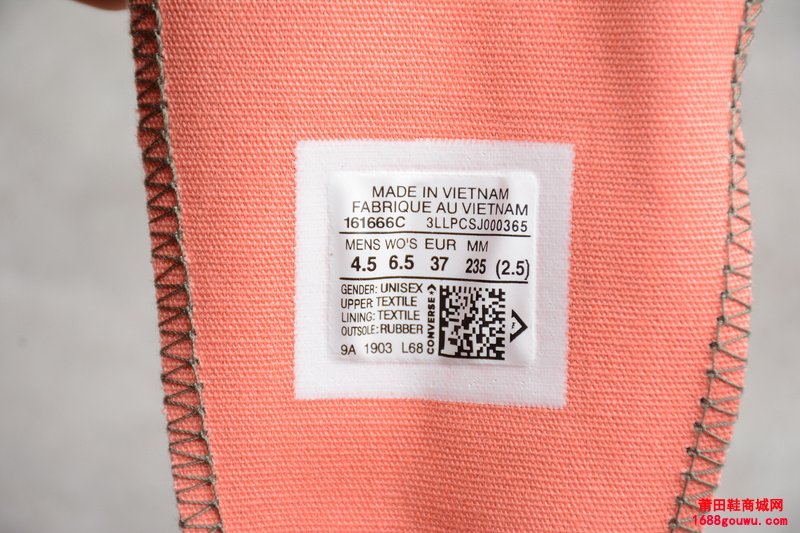 MADE IN VIETNAM
FABRIQUE AU VIETNAM
161666C 3LLPCSJ000365
MENS WO'S EUR MM
4.5 6.5 37 235 (2.5)
GENDER: UNISEX
UPPER: TEXTILE
LINING: TEXTILE
OUTSOLE: RUBBER
9A 1903 L68
CONVERSE
莆田鞋商城网
1688gouwu.com